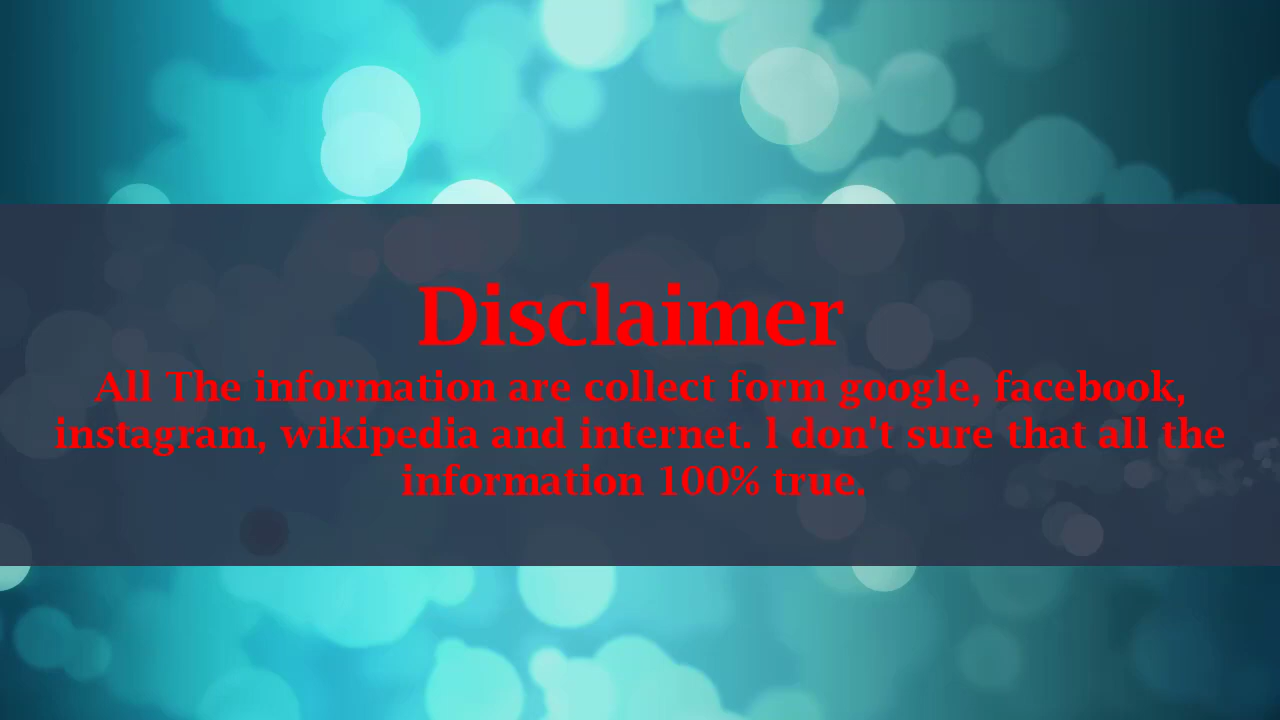 Disclaimer
All The information are collect form google, facebook,
instagram, wikipedia and internet. I don't sure that all the
information 100% true.